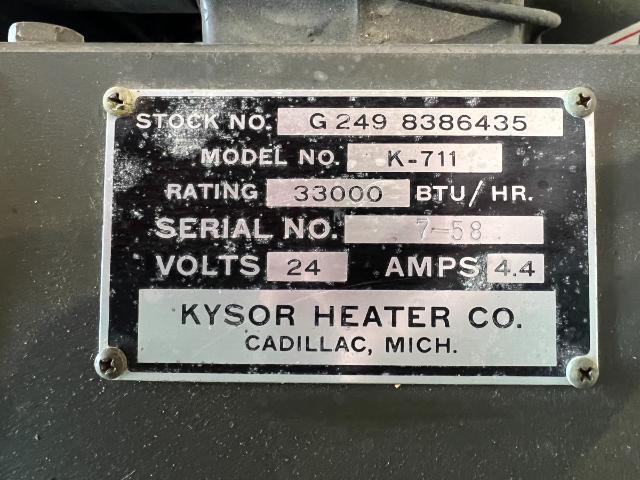 STOCK NO. G249 8386435
MODEL NO. K-711
RATING 33000 BTU/HR.
SERIAL NO. 7-58
VOLTS 24 AMPS 4.4
KYSOR HEATER CO.
CADILLAC, MICH.